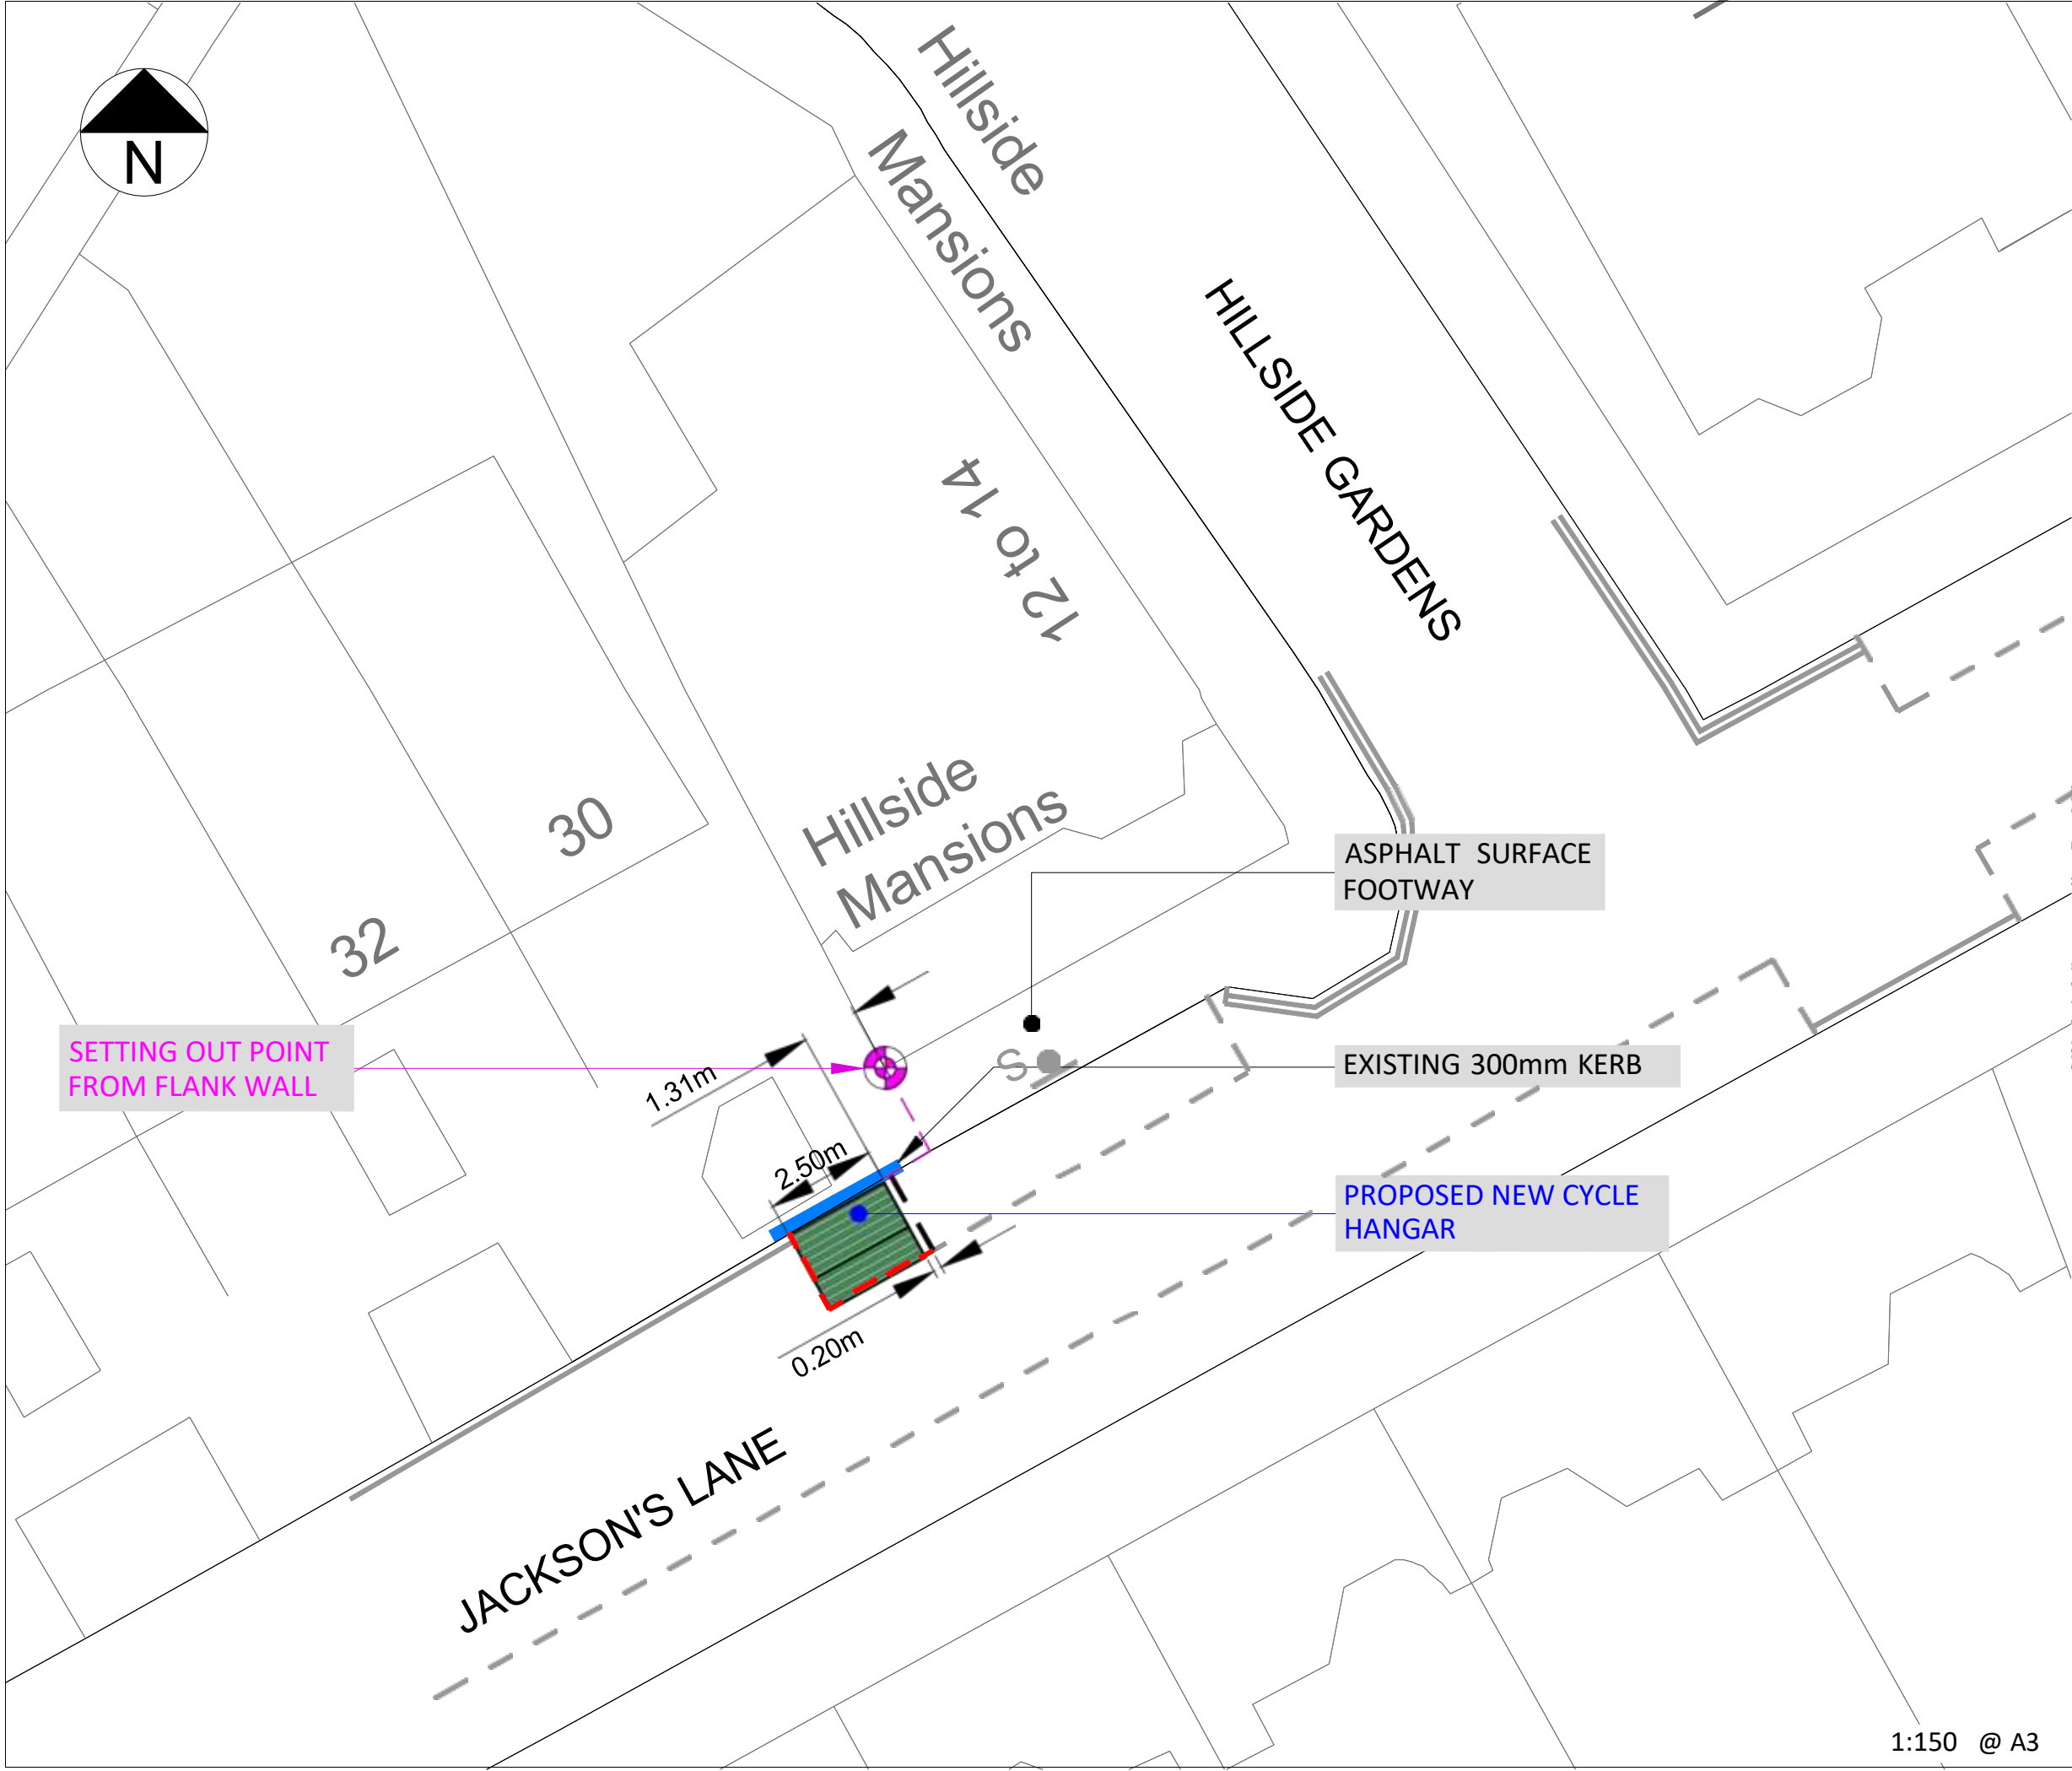 N
Hillside
Mansions
HILLSIDE GARDENS
12 to 14
Hillside
Mansions
30
32
ASPHALT SURFACE
FOOTWAY
SETTING OUT POINT
FROM FLANK WALL
S
EXISTING 300mm KERB
1.31m
2.50m
PROPOSED NEW CYCLE
HANGAR
0.20m
JACKSON'S LANE
1:150 @ A3